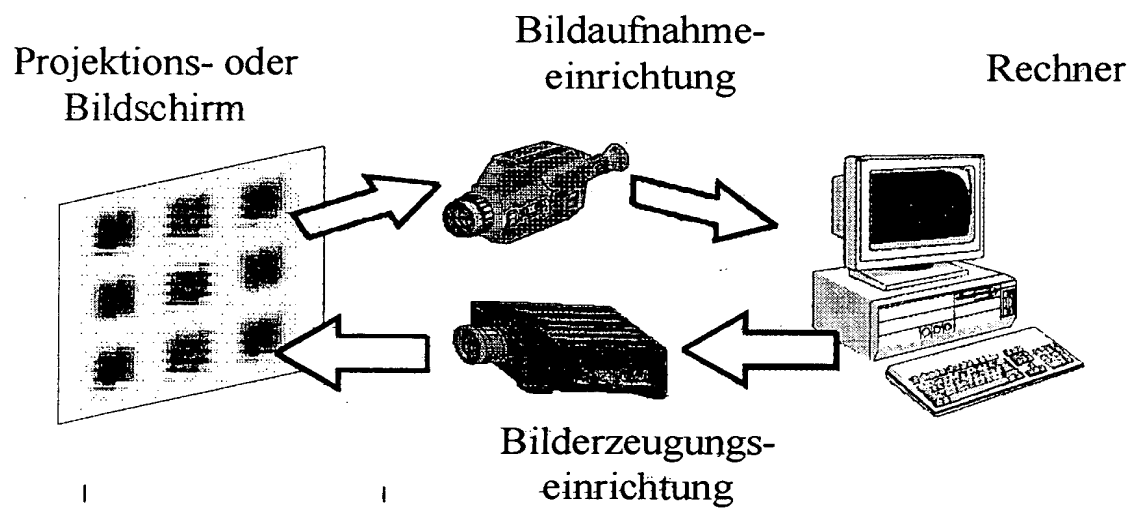 Projektions- oder
Bildschirm
Bildaufnahme-
einrichtung
Rechner
Bilderzeugungs-
einrichtung